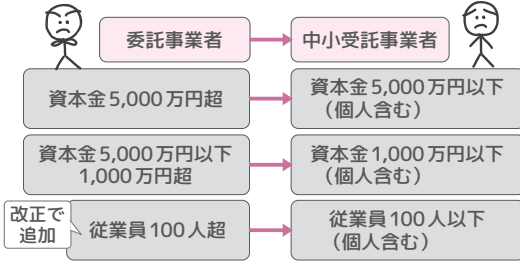 委託事業者
中小受託事業者
資本金5,000万円超
資本金5,000万円以下
（個人含む）
資本金5,000万円以下
1,000万円超
資本金1,000万円以下
（個人含む）
改正で
追加
従業員100人超
従業員100人以下
（個人含む）